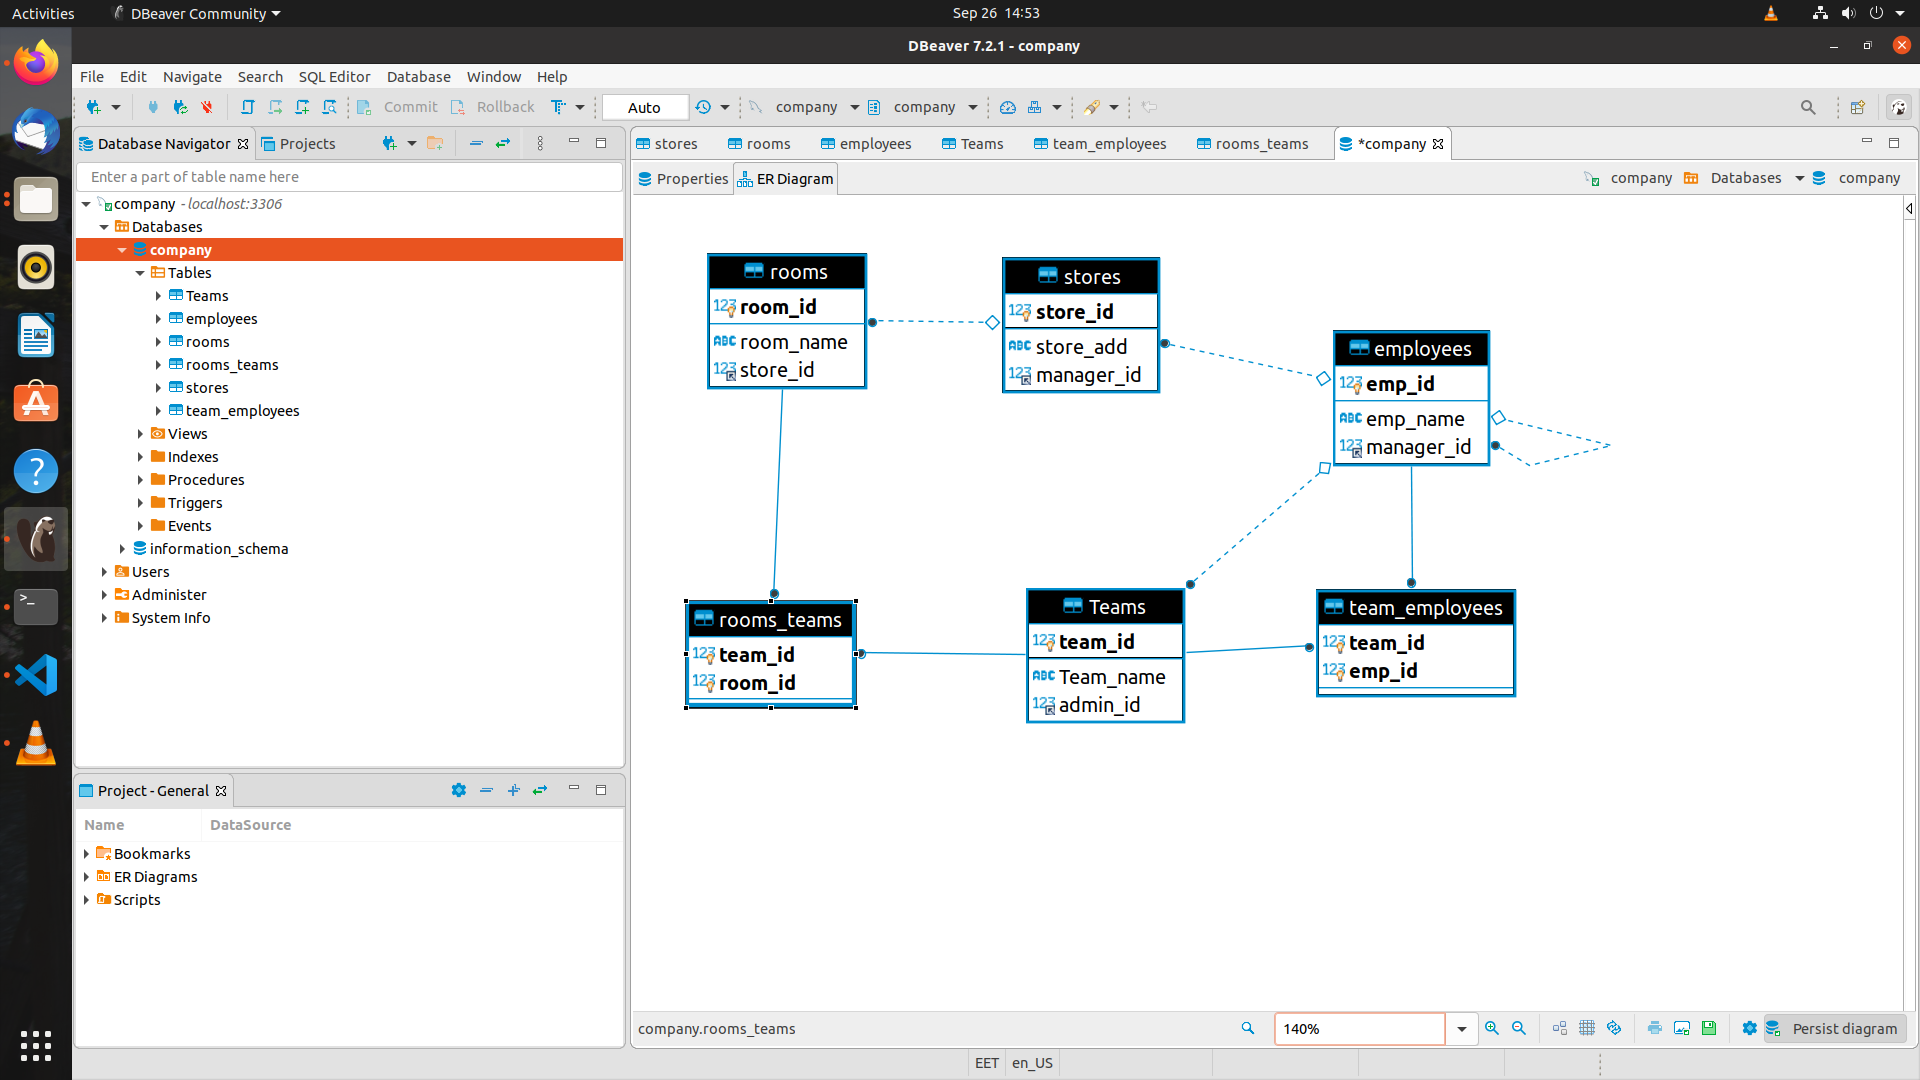 Activities
DBeaver Community
Sep 26 14:53
DBeaver 7.2.1 - company
File Edit Navigate Search SQL Editor Database Window Help
Commit Rollback Auto company company
Database Navigator Projects
stores rooms employees Teams team_employees rooms_teams *company
Enter a part of table name here
Properties ER Diagram company Databases company
company - localhost:3306
Databases
company
Tables
Teams
employees
rooms
rooms_teams
stores
team_employees
Views
Indexes
Procedures
Triggers
Events
information_schema
Users
Administer
System Info
rooms
123 room_id
ABC room_name
123 store_id
stores
123 store_id
ABC store_add
123 manager_id
employees
123 emp_id
ABC emp_name
123 manager_id
rooms_teams
123 team_id
123 room_id
Teams
123 team_id
ABC Team_name
123 admin_id
team_employees
123 team_id
123 emp_id
Project - General
Name DataSource
Bookmarks
ER Diagrams
Scripts
company.rooms_teams 140% Persist diagram
EET en_US